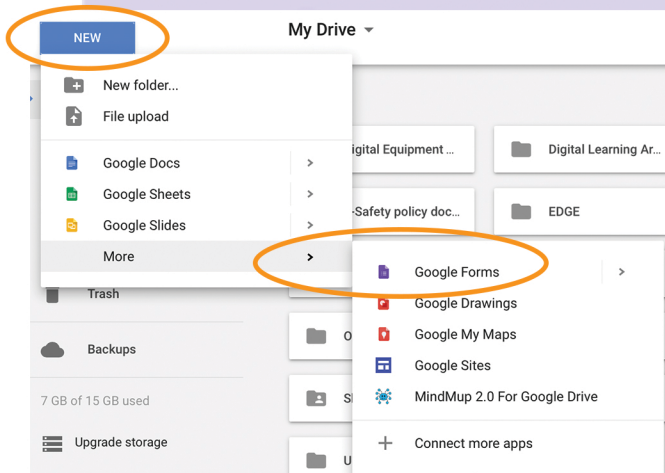 NEW
My Drive
New folder...
File upload
Google Docs
Google Sheets
Google Slides
More
Trash
Backups
7 GB of 15 GB used
Upgrade storage
igital Equipment ...
Digital Learning Ar...
-Safety policy doc...
EDGE
O
Sl
U
Google Forms
Google Drawings
Google My Maps
Google Sites
MindMup 2.0 For Google Drive
Connect more apps